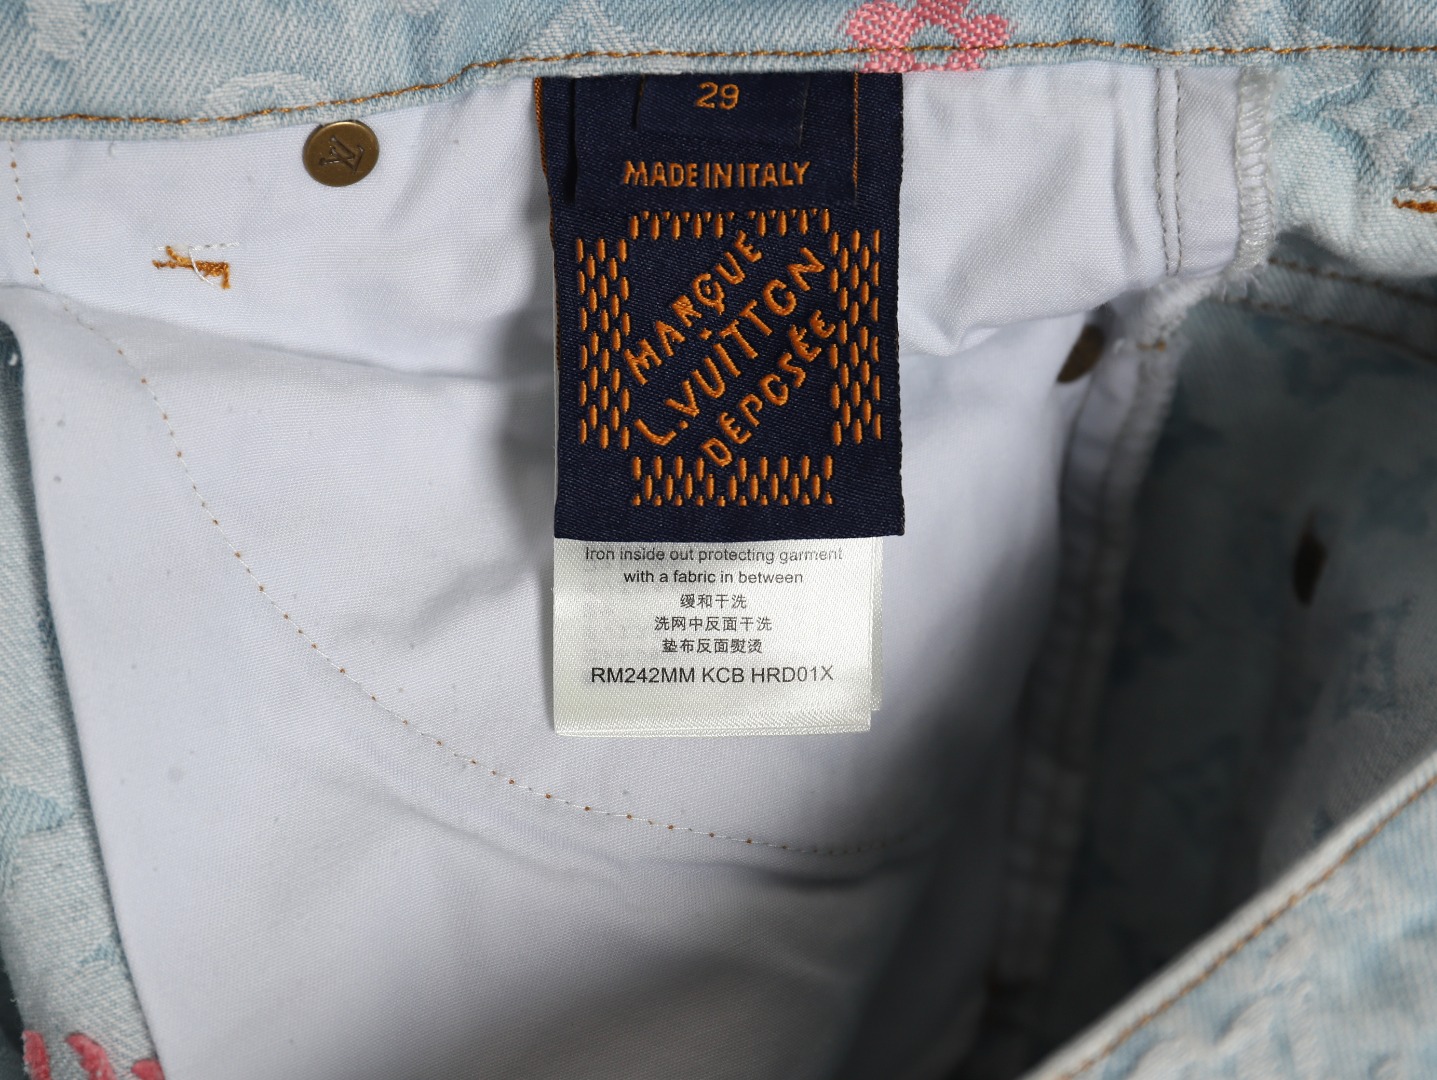 29
MADE IN ITALY
MARQUE
L.VUITTON
DÉPOSÉE
Iron inside out protecting garment
with a fabric in between
缓和干洗
洗网中反面干洗
垫布反面熨烫
RM242MM KCB HRD01X